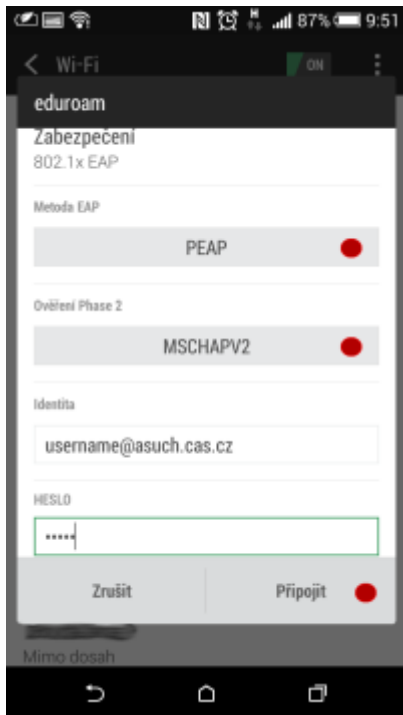 87% 9:51
Wi-Fi ON
eduroam
Zabezpečení
802.1x EAP
Metoda EAP
PEAP
Ověření Phase 2
MSCHAPV2
Identita
username@asuch.cas.cz
HESLO
•••••
Zrušit Připojit
Mimo dosah